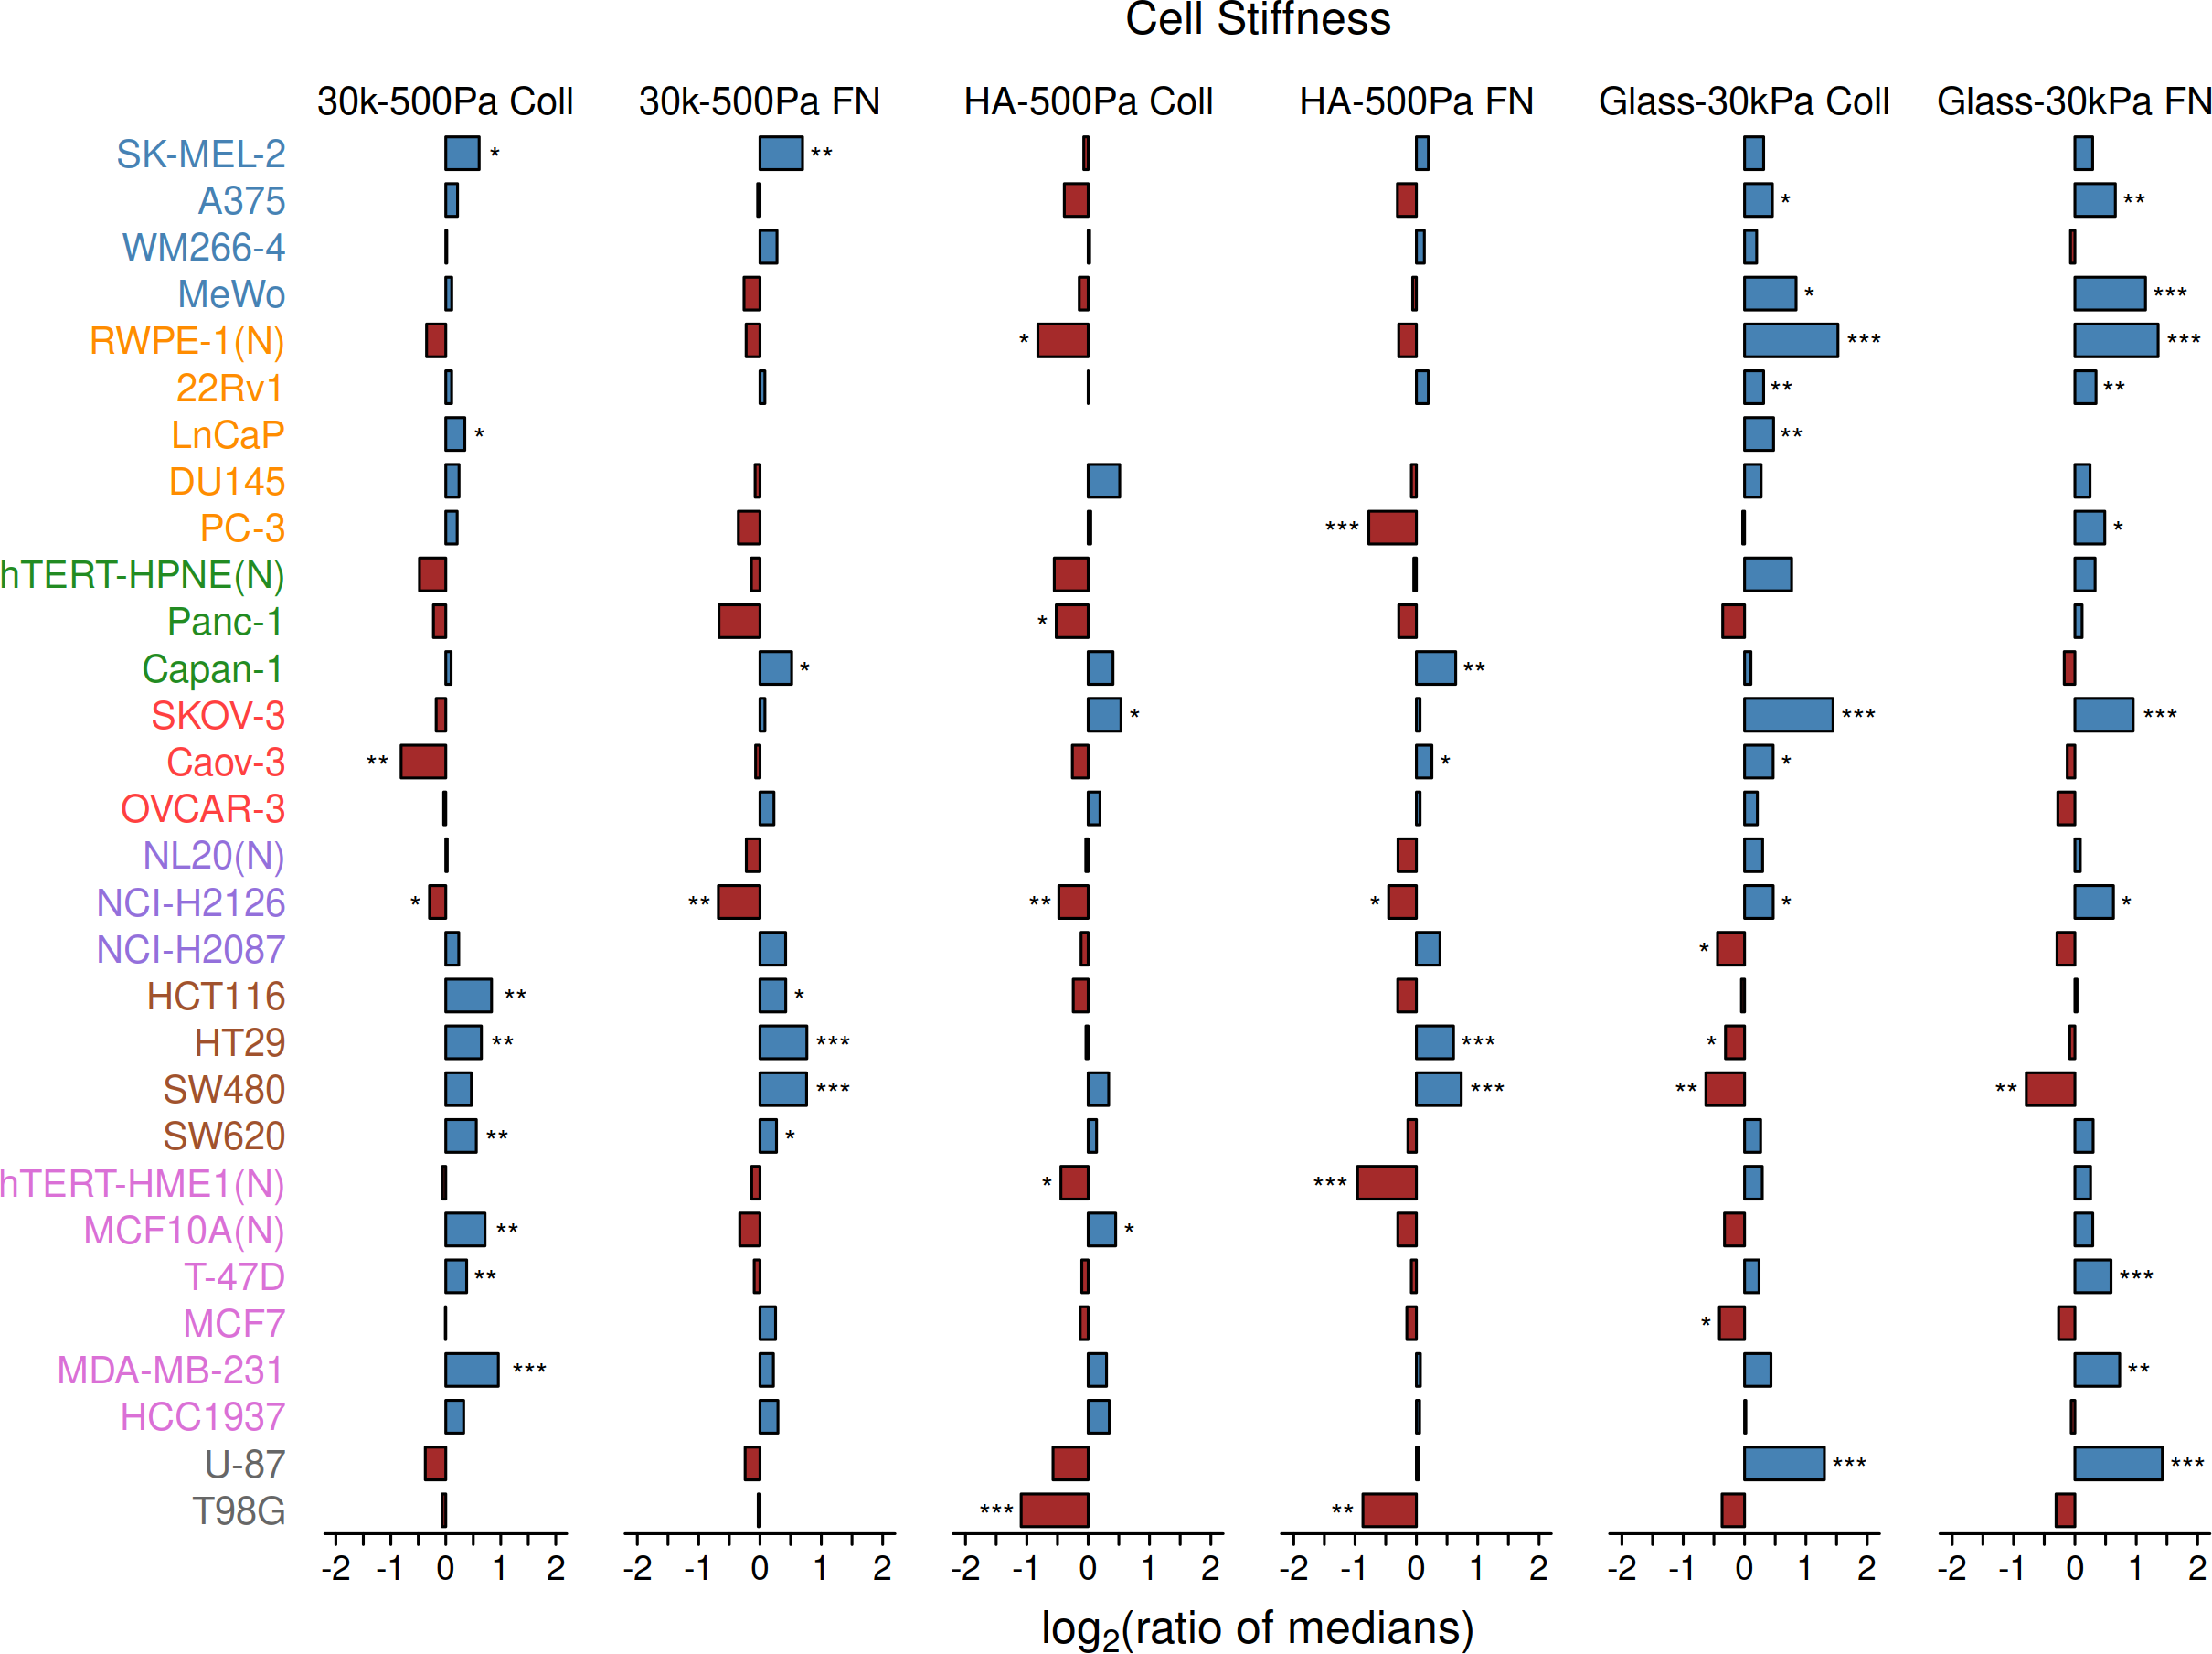 Cell Stiffness
30k-500Pa Coll 30k-500Pa FN HA-500Pa Coll HA-500Pa FN Glass-30kPa Coll Glass-30kPa FN
SK-MEL-2 * **
A375 * **
WM266-4
MeWo * ***
RWPE-1(N) * *** ***
22Rv1 ** **
LnCaP * **
DU145
PC-3 *** *
hTERT-HPNE(N)
Panc-1 *
Capan-1 * **
SKOV-3 * *** ***
Caov-3 ** * *
OVCAR-3
NL20(N)
NCI-H2126 * ** ** * * *
NCI-H2087 *
HCT116 ** *
HT29 ** *** *** *
SW480 *** *** ** **
SW620 ** *
hTERT-HME1(N) * ***
MCF10A(N) ** *
T-47D ** ***
MCF7 *
MDA-MB-231 *** **
HCC1937
U-87 *** ***
T98G *** **
-2 -1 0 1 2 -2 -1 0 1 2 -2 -1 0 1 2 -2 -1 0 1 2 -2 -1 0 1 2 -2 -1 0 1 2
log₂(ratio of medians)